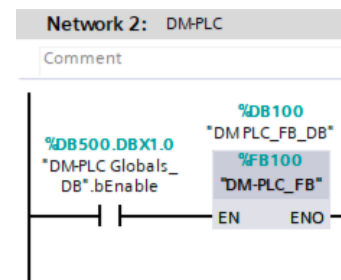 Network 2: DM-PLC
Comment
%DB100
"DM PLC_FB_DB"
%DB500.DBX1.0
"DM-PLC Globals_
DB".bEnable
%FB100
"DM-PLC_FB"
EN ENO